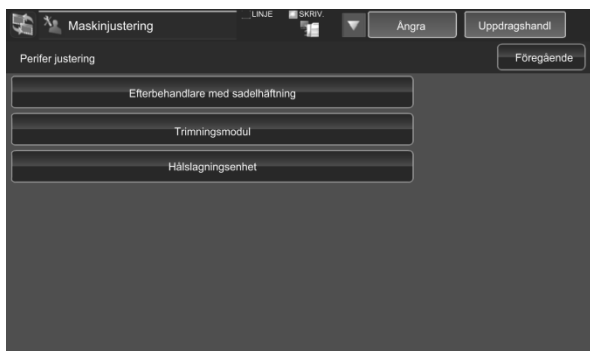 Maskinjustering
LINJE
SKRIV.
Ångra
Uppdragshandl
Perifer justering
Föregående
Efterbehandlare med sadelhäftning
Trimningsmodul
Hålslagningsenhet